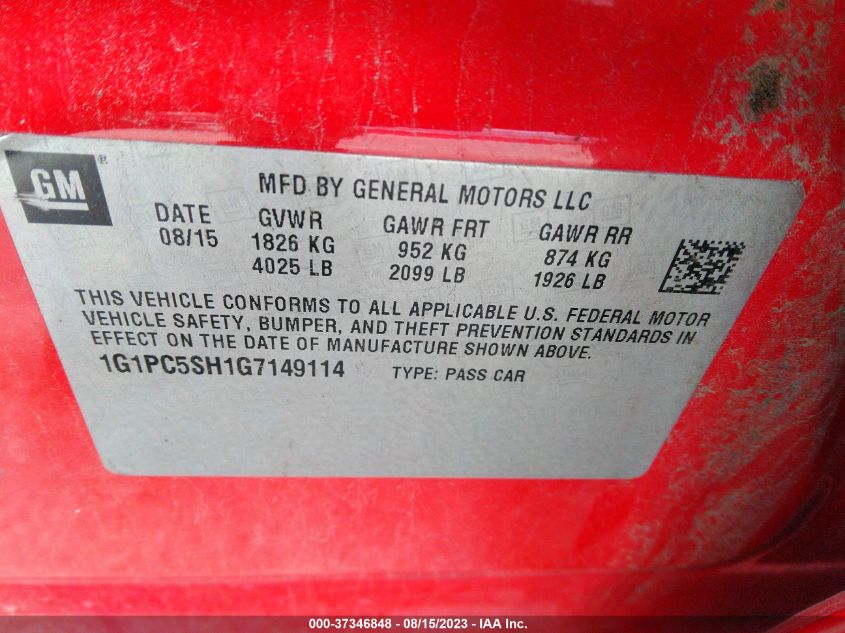 GM®
MFD BY GENERAL MOTORS LLC
DATE GVWR GAWR FRT GAWR RR
08/15 1826 KG 952 KG 874 KG
4025 LB 2099 LB 1926 LB
THIS VEHICLE CONFORMS TO ALL APPLICABLE U.S. FEDERAL MOTOR
VEHICLE SAFETY, BUMPER, AND THEFT PREVENTION STANDARDS IN
EFFECT ON THE DATE OF MANUFACTURE SHOWN ABOVE.
1G1PC5SH1G7149114 TYPE: PASS CAR
000-37346848 - 08/15/2023 - IAA Inc.